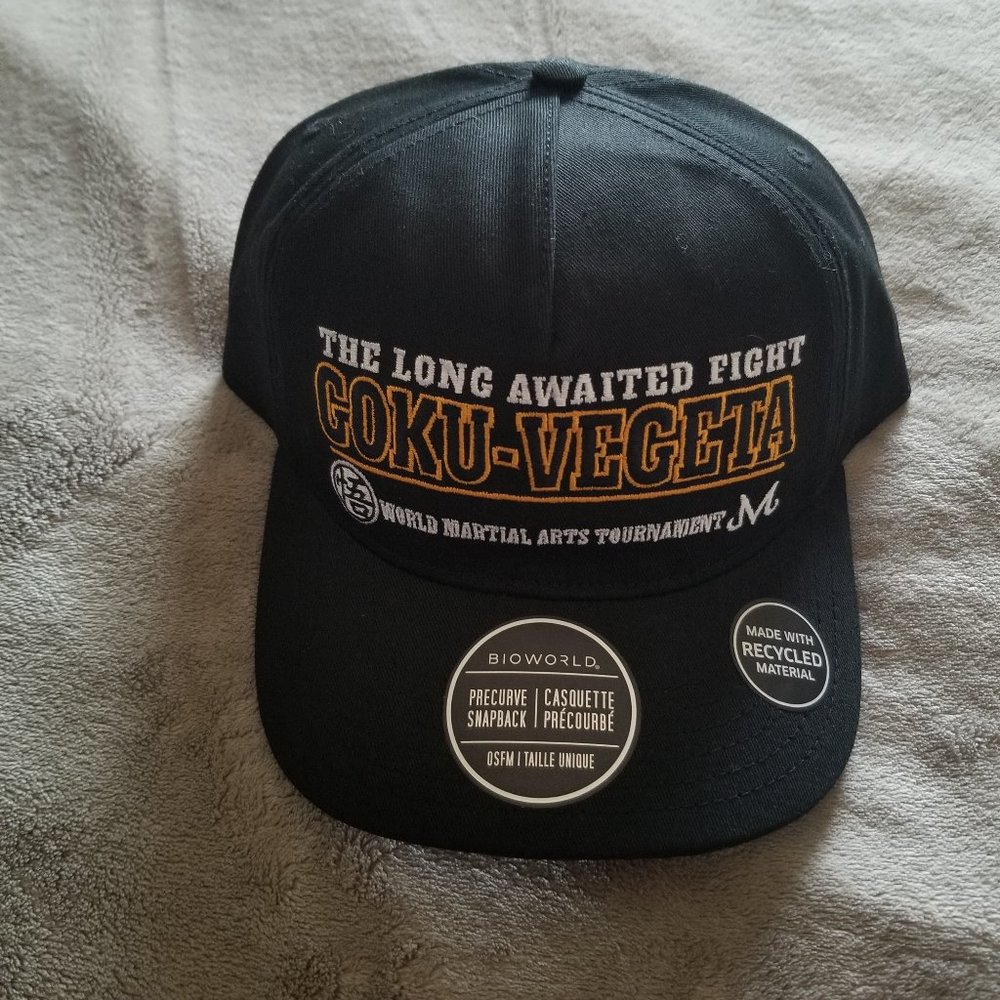 THE LONG AWAITED FIGHT
GOKU-VEGETA
悟 WORLD MARTIAL ARTS TOURNAMENT M
BIOWORLD®
PRECURVE | CASQUETTE
SNAPBACK | PRÉCOURBÉ
OSFM | TAILLE UNIQUE
MADE WITH
RECYCLED
MATERIAL